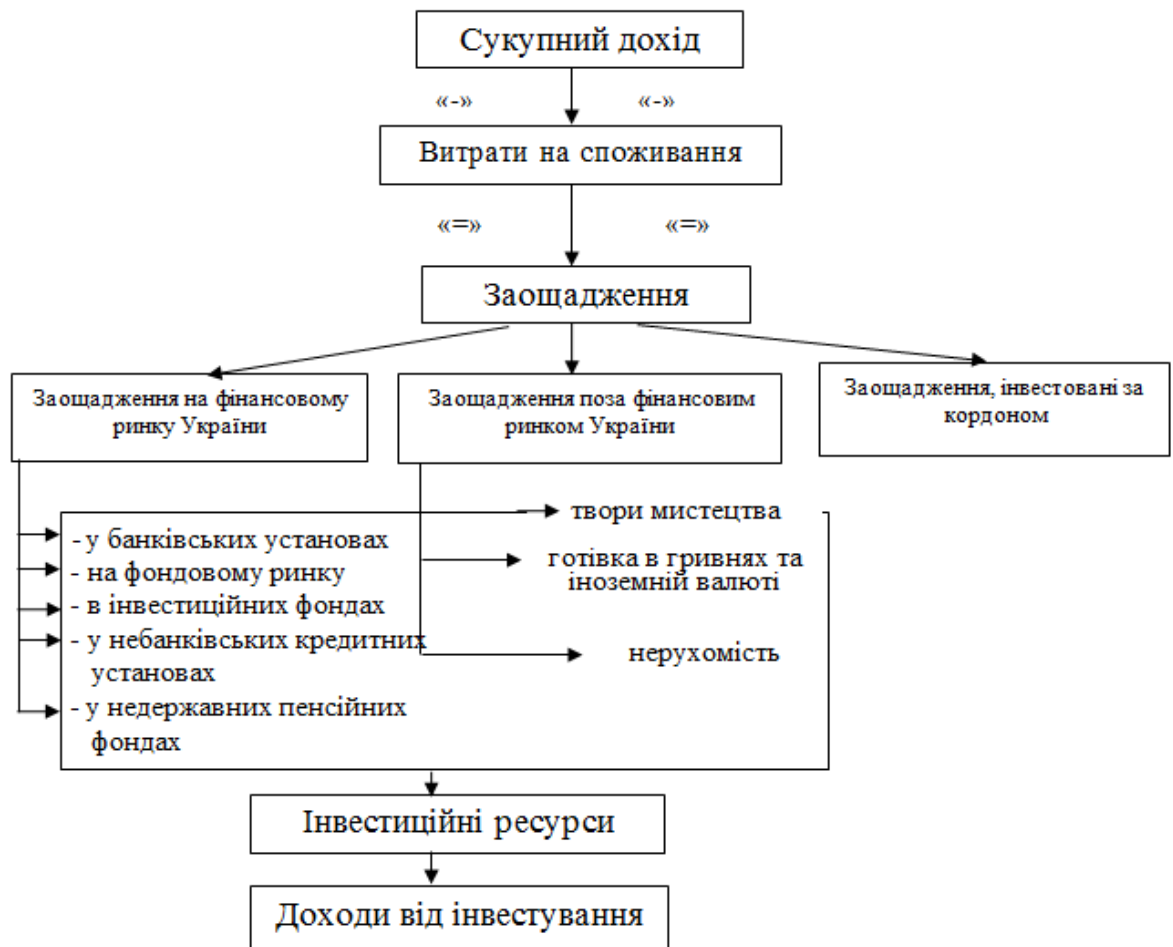 Сукупний дохід
«-» «-»
Витрати на споживання
«=» «=»
Заощадження
Заощадження на фінансовому
ринку України
Заощадження поза фінансовим
ринком України
Заощадження, інвестовані за
кордоном
- у банківських установах
- на фондовому ринку
- в інвестиційних фондах
- у небанківських кредитних
установах
- у недержавних пенсійних
фондах
твори мистецтва
готівка в гривнях та
іноземній валюті
нерухомість
Інвестиційні ресурси
Доходи від інвестування